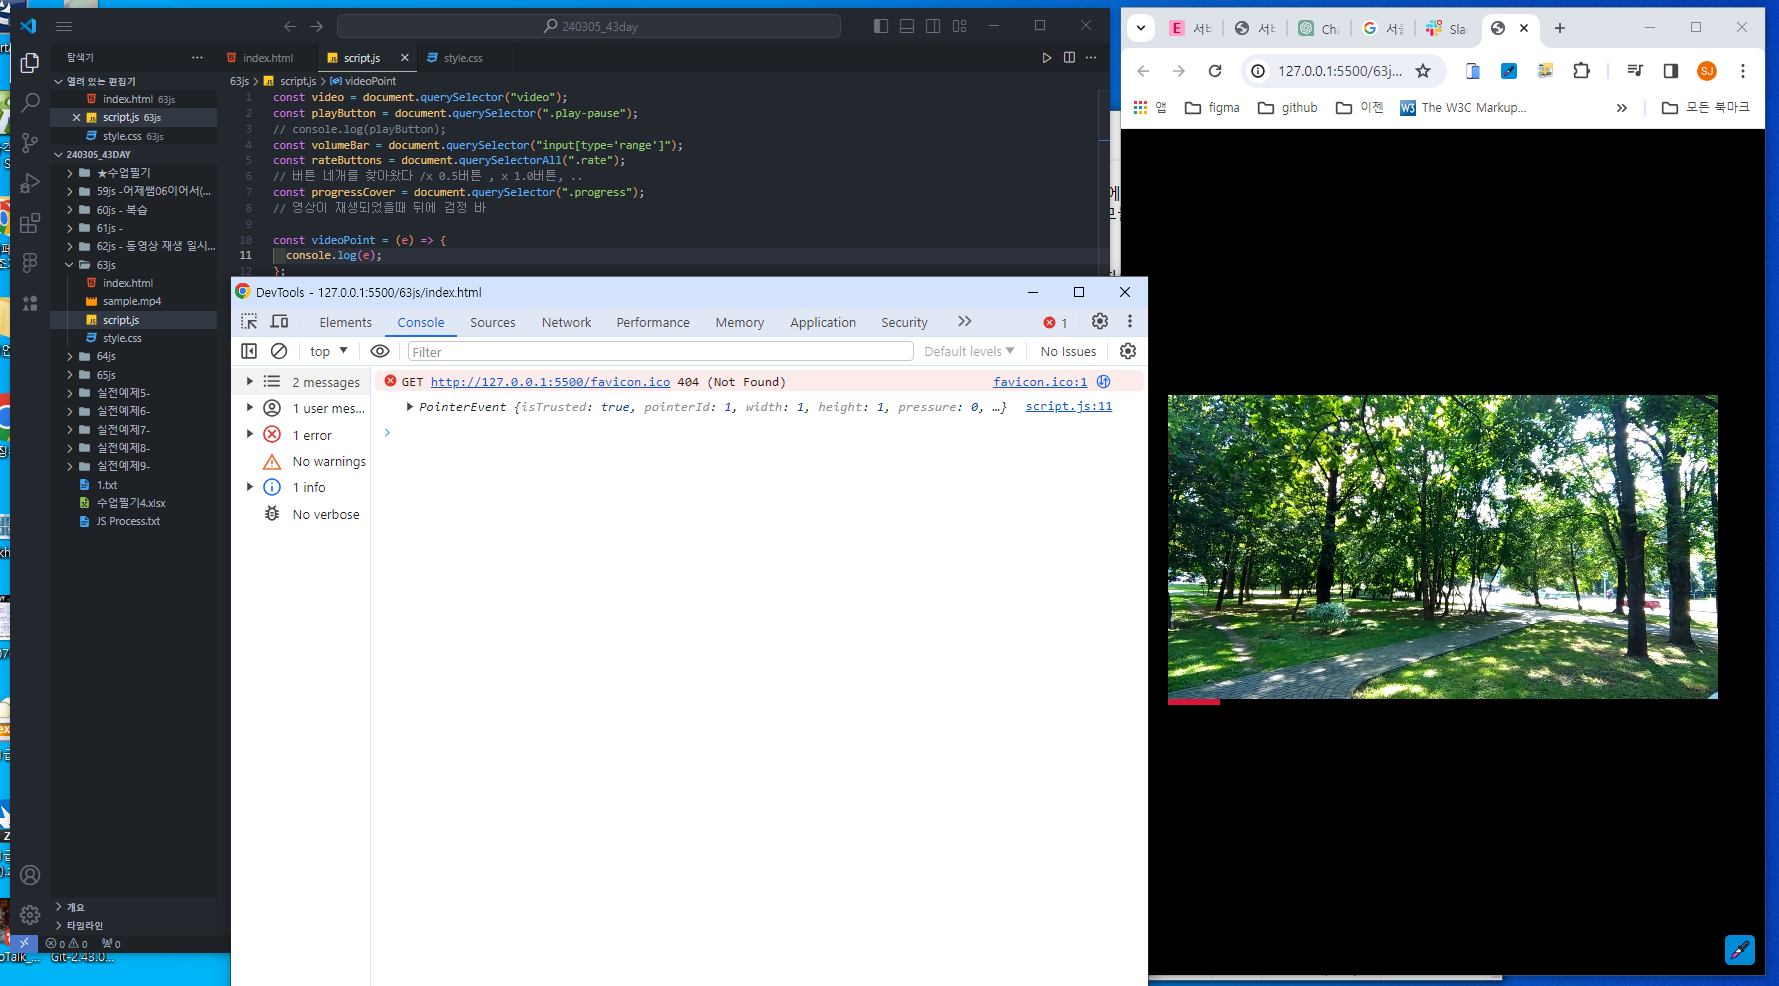 240305_43day
탐색기
index.html
script.js
style.css
열려 있는 편집기
index.html 63js
script.js 63js
style.css 63js
240305_43DAY
★수업필기
59js -어제쌤06이어서(...
60js - 복습
61js -
62js - 동영상 재생 일시...
63js
index.html
sample.mp4
script.js
style.css
64js
65js
실전예제5-
실전예제6-
실전예제7-
실전예제8-
실전예제9-
1.txt
수업필기4.xlsx
JS Process.txt
개요
타임라인
0 0 0
Git-2.48.0...
63js > script.js > videoPoint
1 const video = document.querySelector("video");
2 const playButton = document.querySelector(".play-pause");
3 // console.log(playButton);
4 const volumeBar = document.querySelector("input[type='range']");
5 const rateButtons = document.querySelectorAll(".rate");
6 // 버튼 네개를 찾아왔다 /x 0.5버튼 , x 1.0버튼, ..
7 const progressCover = document.querySelector(".progress");
8 // 영상이 재생되었을때 뒤에 검정 바
9
10 const videoPoint = (e) => {
11 console.log(e);
12 };
DevTools - 127.0.0.1:5500/63js/index.html
Elements Console Sources Network Performance Memory Application Security 1
top Filter Default levels No Issues
2 messages
1 user mes...
1 error
No warnings
1 info
No verbose
GET http://127.0.0.1:5500/favicon.ico 404 (Not Found) favicon.ico:1
PointerEvent {isTrusted: true, pointerId: 1, width: 1, height: 1, pressure: 0, …} script.js:11
서ㅂ 서ㅂ Cha 서울 Sla
127.0.0.1:5500/63j... SJ
앱 figma github 이젠 W3 The W3C Markup... 모든 북마크